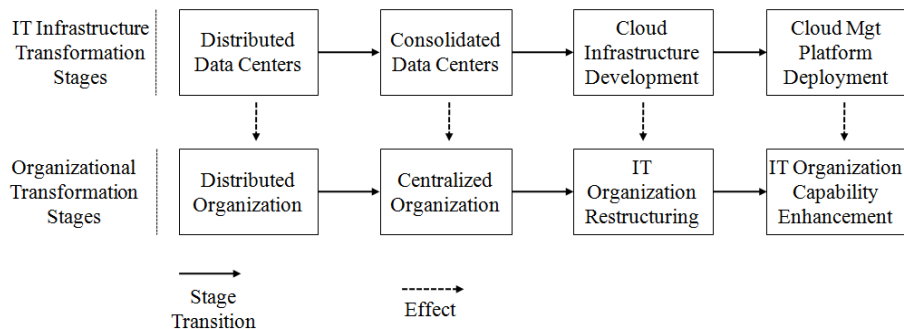 IT Infrastructure
Transformation
Stages
Distributed
Data Centers
Consolidated
Data Centers
Cloud
Infrastructure
Development
Cloud Mgt
Platform
Deployment
Organizational
Transformation
Stages
Distributed
Organization
Centralized
Organization
IT
Organization
Restructuring
IT Organization
Capability
Enhancement
Stage
Transition
Effect